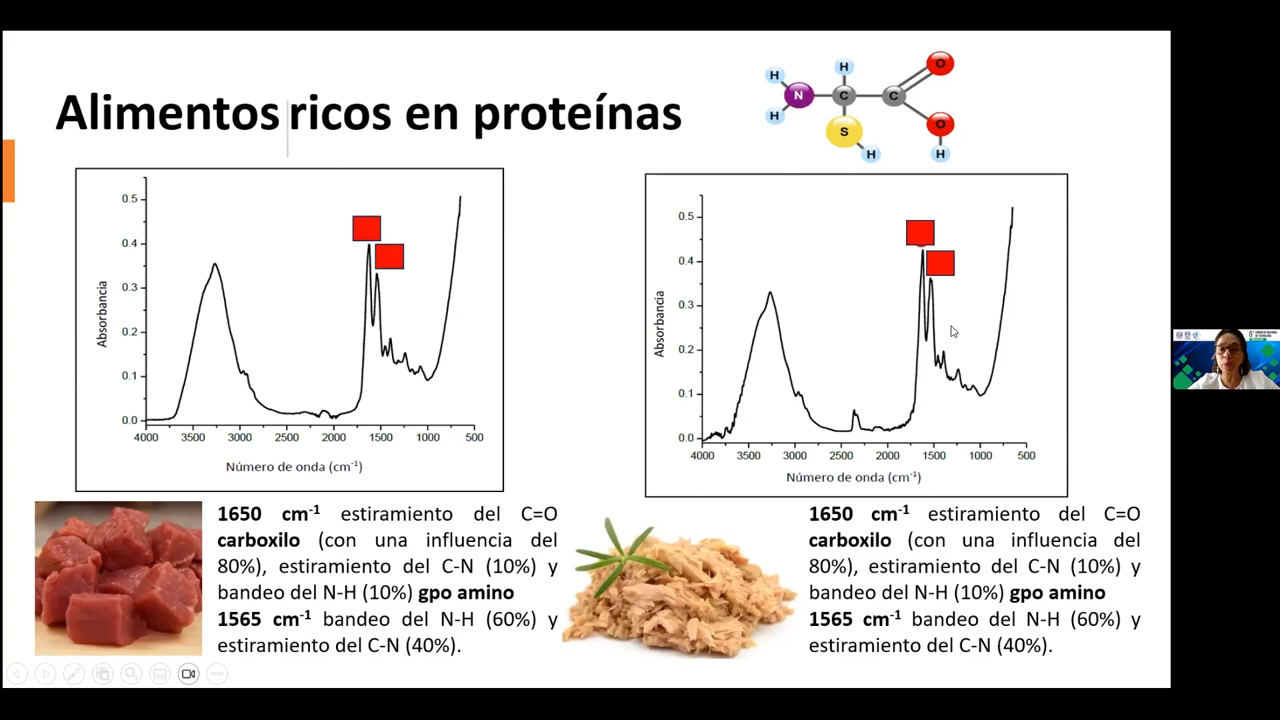 Alimentos ricos en proteínas
H
N
H
H
C
C
O
S
H
O
H
Absorbancia
0.5
0.4
0.3
0.2
0.1
0.0
4000 3500 3000 2500 2000 1500 1000 500
Número de onda (cm-1)
Absorbancia
0.5
0.4
0.3
0.2
0.1
0.0
4000 3500 3000 2500 2000 1500 1000 500
Número de onda (cm-1)
1650 cm-1 estiramiento del C=O
carboxilo (con una influencia del
80%), estiramiento del C-N (10%) y
bandeo del N-H (10%) gpo amino
1565 cm-1 bandeo del N-H (60%) y
estiramiento del C-N (40%).
1650 cm-1 estiramiento del C=O
carboxilo (con una influencia del
80%), estiramiento del C-N (10%) y
bandeo del N-H (10%) gpo amino
1565 cm-1 bandeo del N-H (60%) y
estiramiento del C-N (40%).